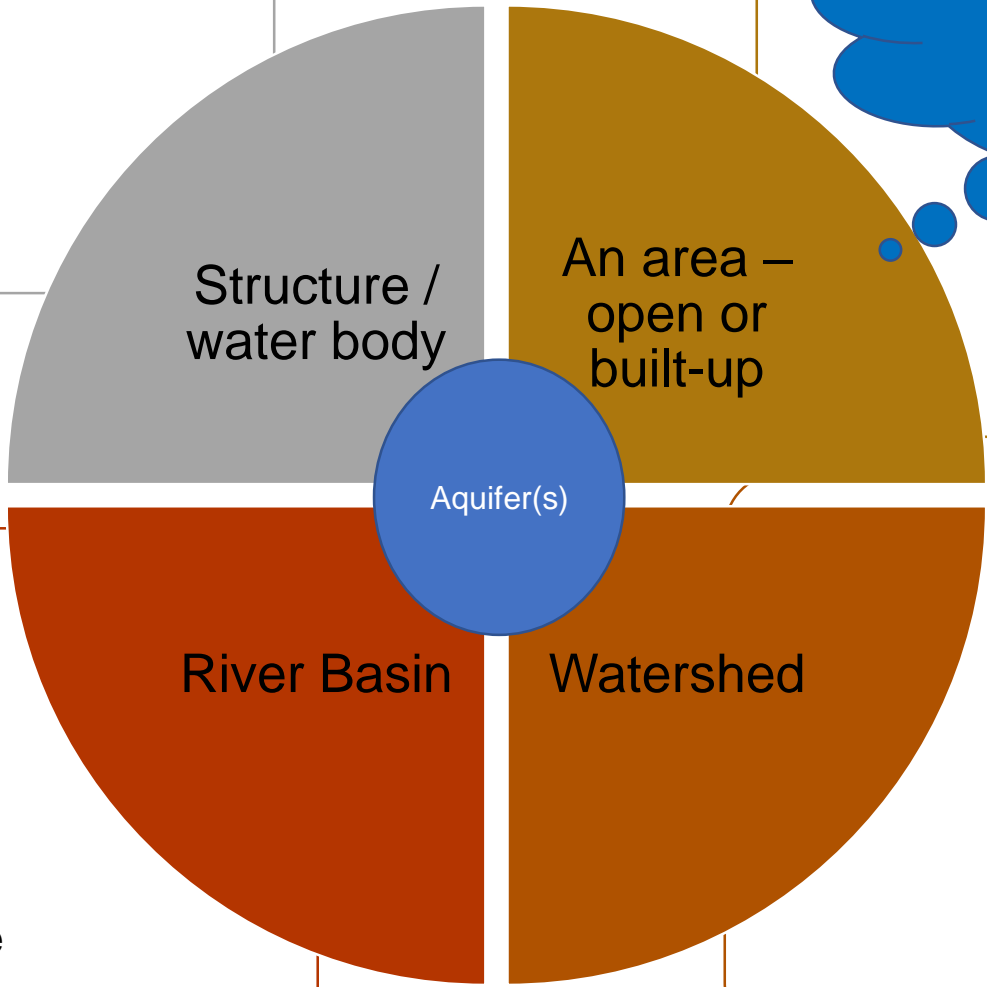 Structure /
water body
An area –
open or
built-up
Aquifer(s)
River Basin
Watershed